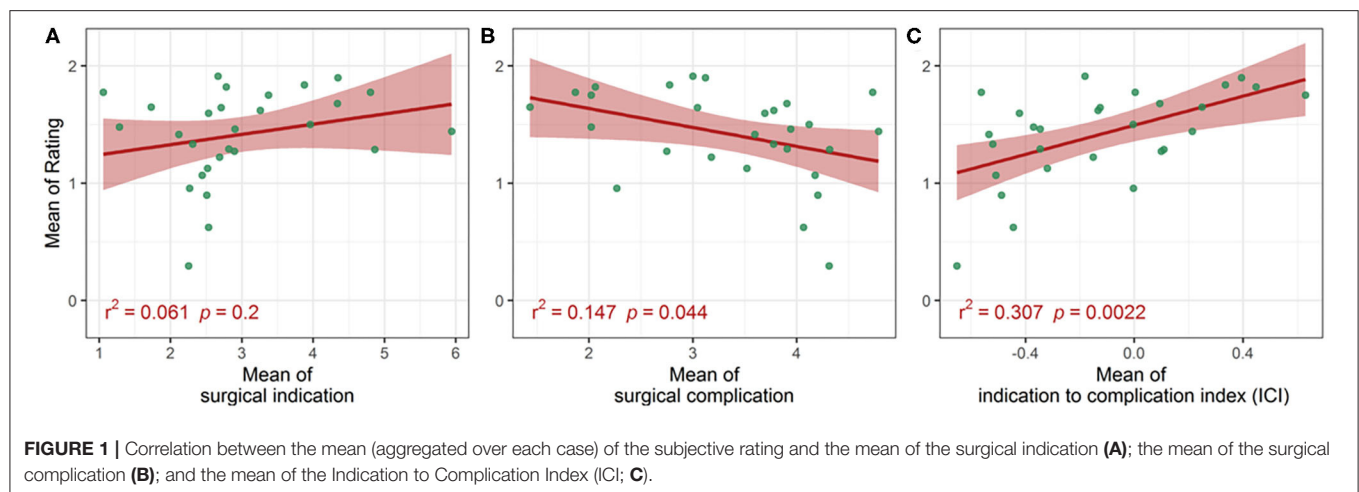 A
B
C
Mean of Rating
2
1
0
r² = 0.061 p = 0.2
1 2 3 4 5 6
Mean of
surgical indication
2
1
0
r² = 0.147 p = 0.044
2 3 4
Mean of
surgical complication
2
1
0
r² = 0.307 p = 0.0022
-0.4 0.0 0.4
Mean of
indication to complication index (ICI)
FIGURE 1 | Correlation between the mean (aggregated over each case) of the subjective rating and the mean of the surgical indication (A); the mean of the surgical
complication (B); and the mean of the Indication to Complication Index (ICI; C).